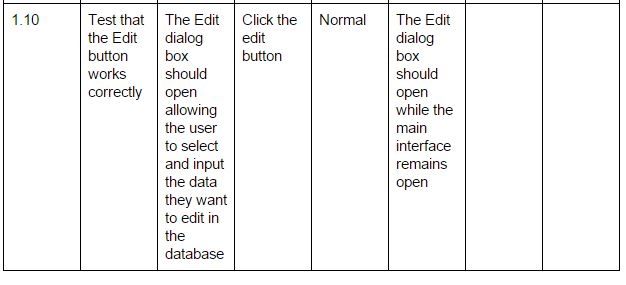 1.10
Test that
the Edit
button
works
correctly
The Edit
dialog
box
should
open
allowing
the user
to select
and input
the data
they want
to edit in
the
database
Click the
edit
button
Normal
The Edit
dialog
box
should
open
while the
main
interface
remains
open